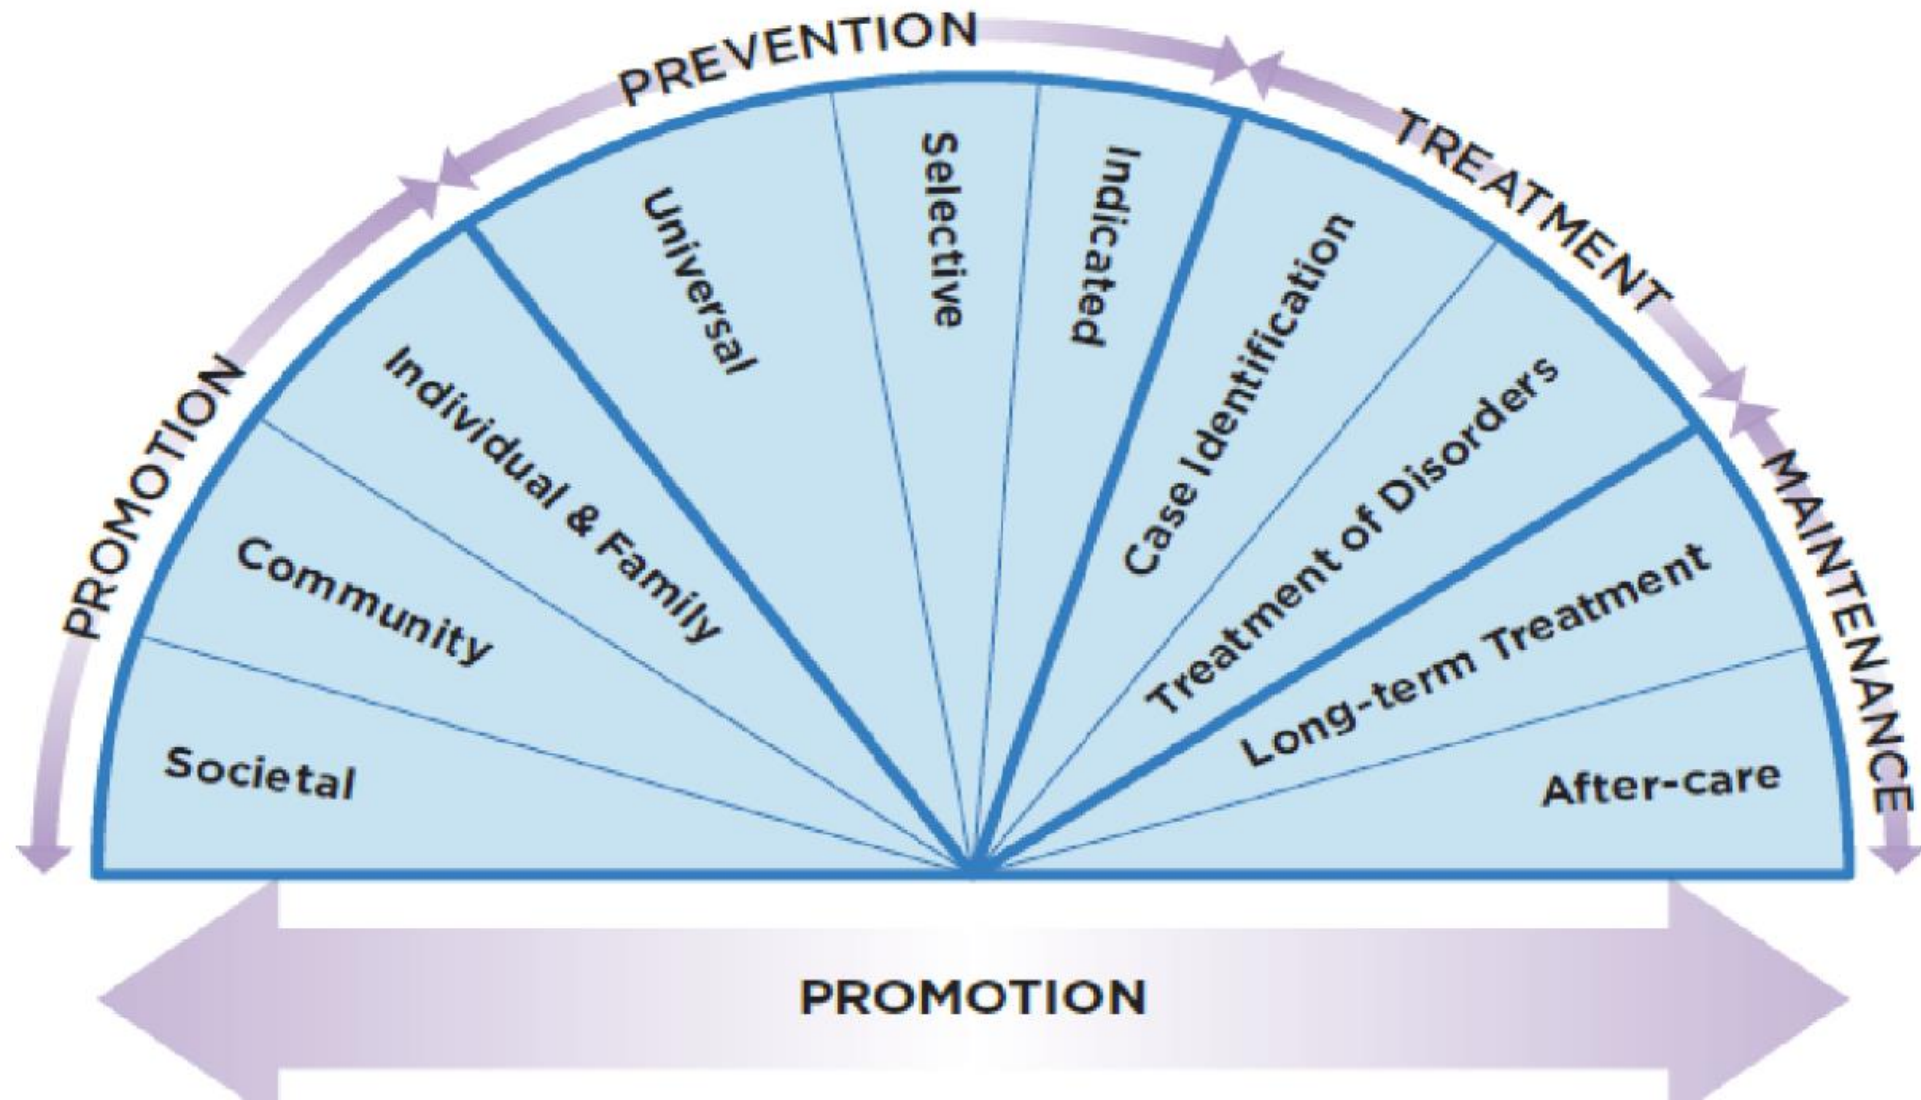 PROMOTION
PREVENTION
TREATMENT
MAINTENANCE
Societal
Community
Individual & Family
Universal
Selective
Indicated
Case Identification
Treatment of Disorders
Long-term Treatment
After-care
PROMOTION